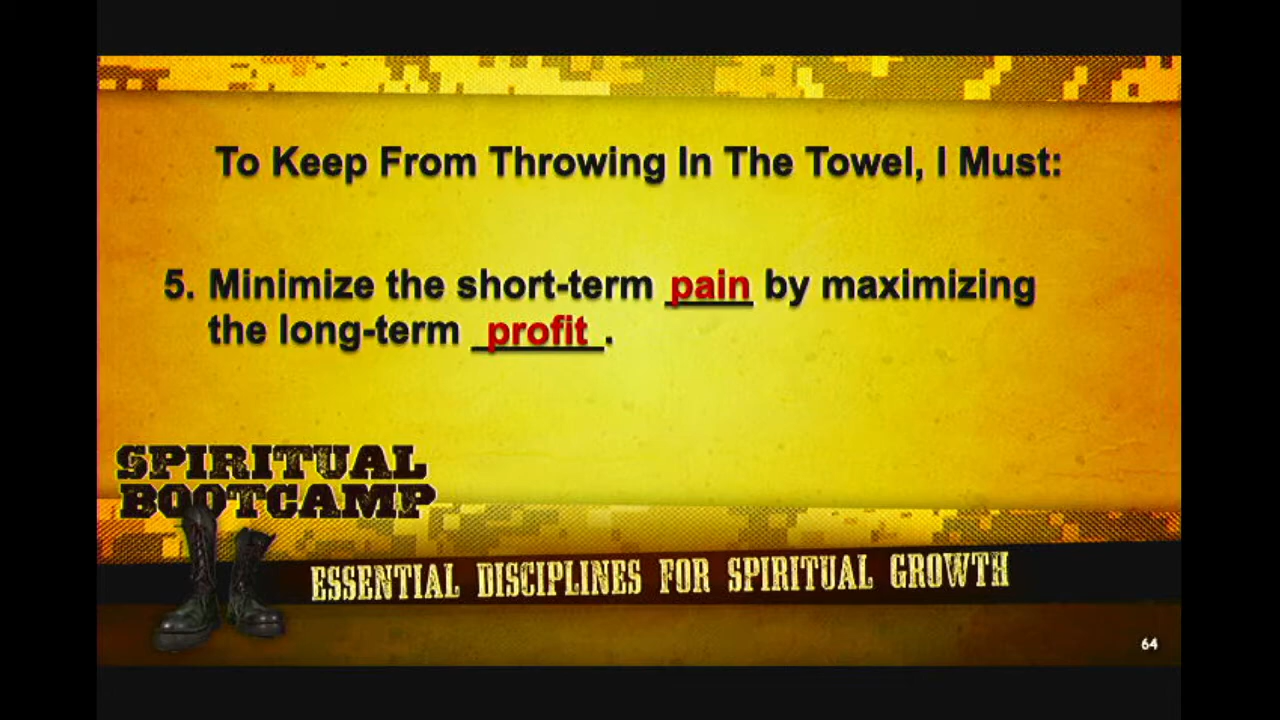 To Keep From Throwing In The Towel, I Must:
5. Minimize the short-term pain by maximizing
the long-term profit.
SPIRITUAL
BOOTCAMP
ESSENTIAL DISCIPLINES FOR SPIRITUAL GROWTH
64